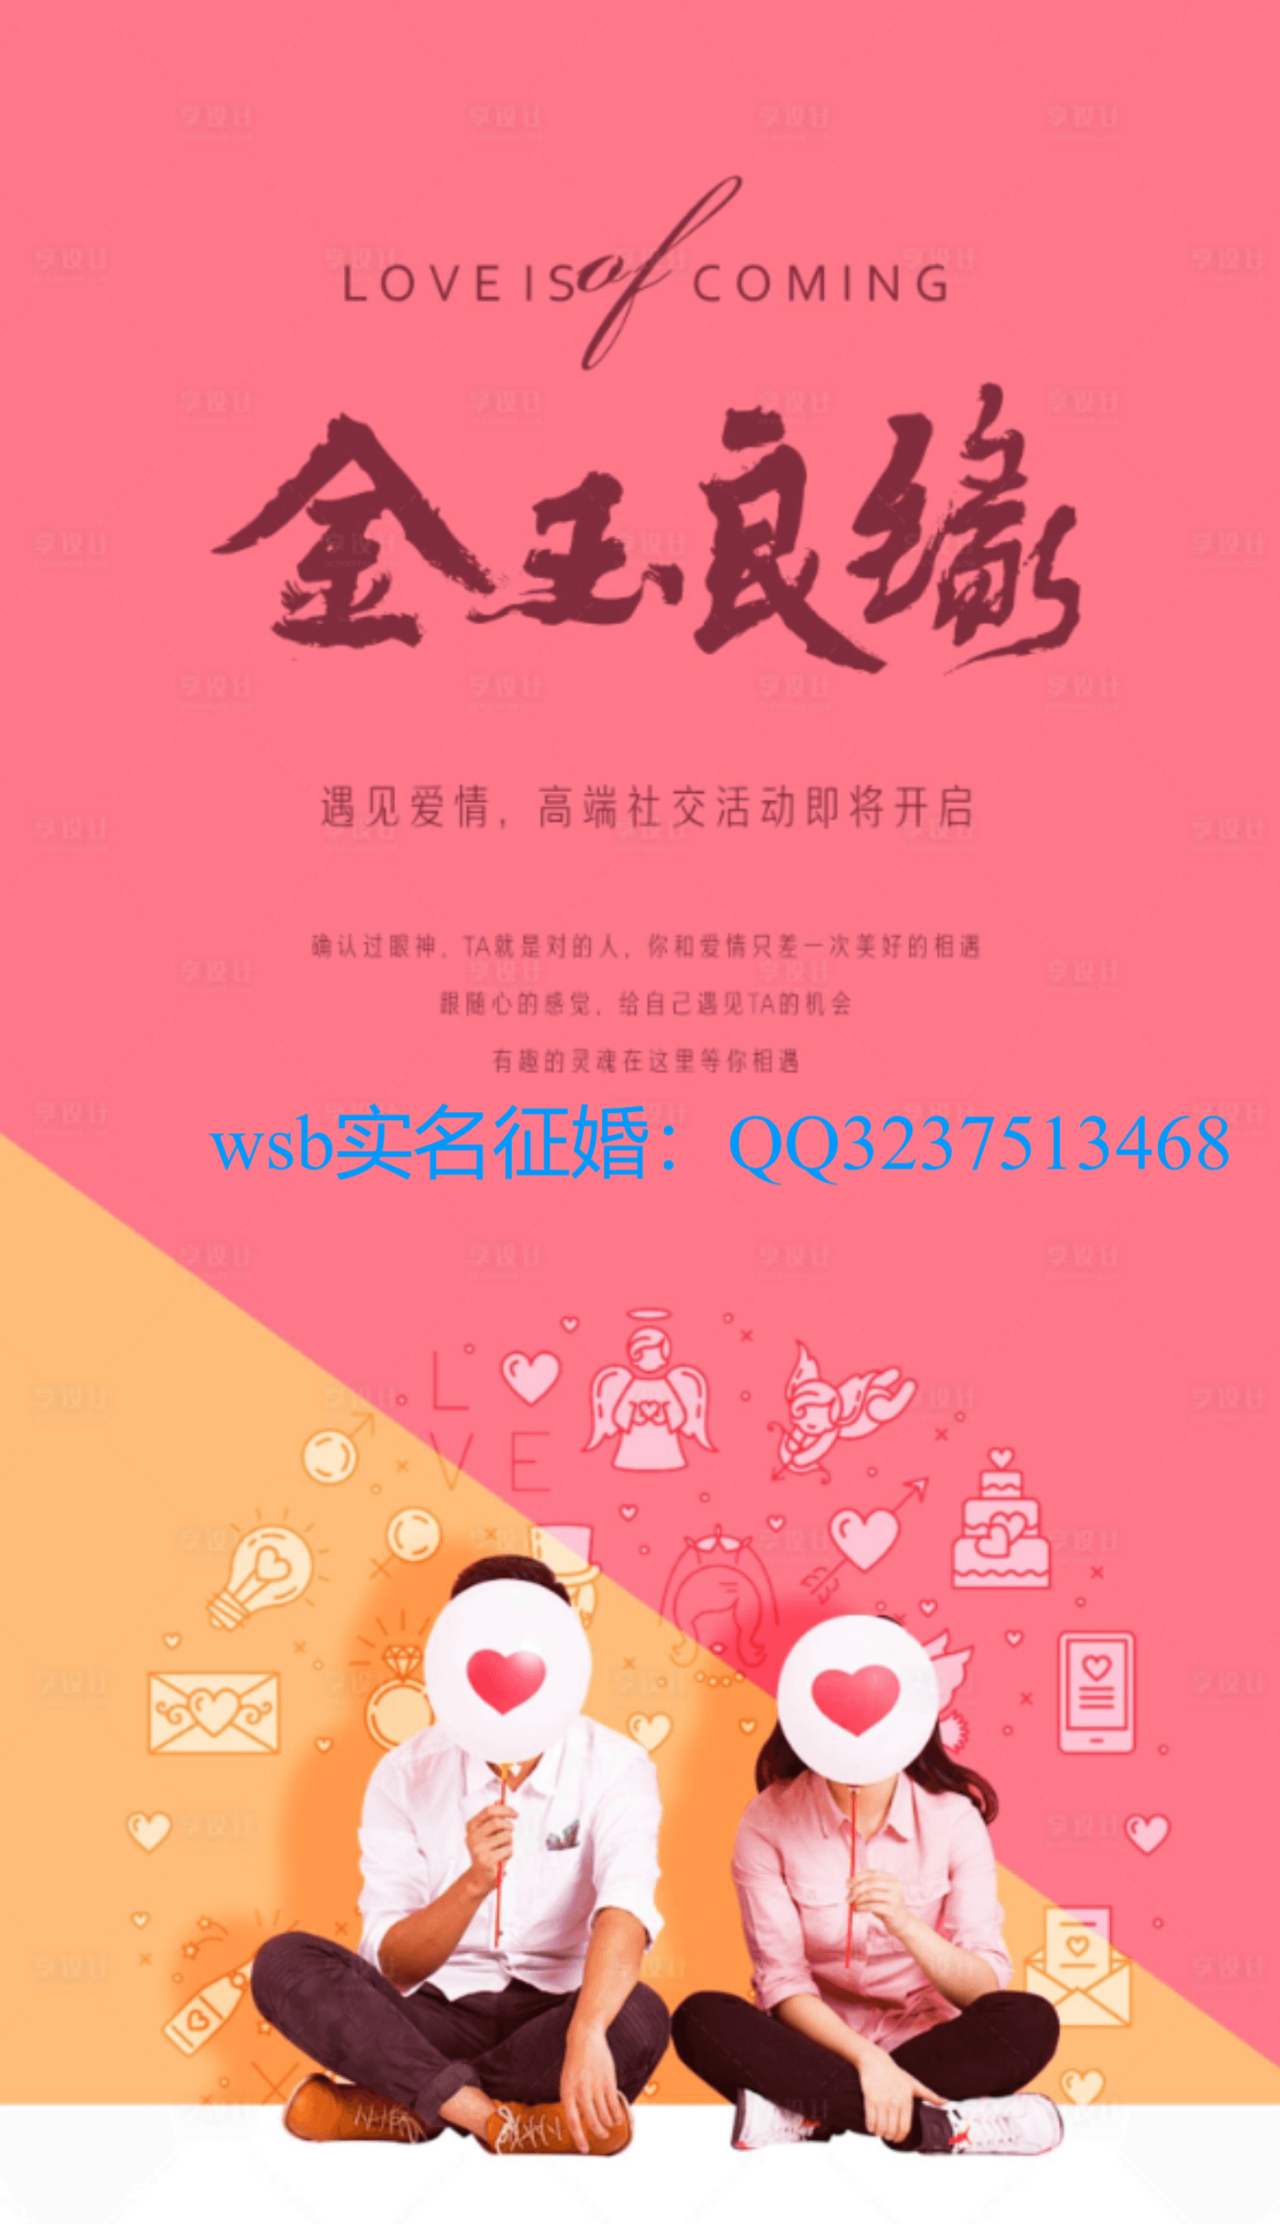 LOVE IS of COMING
金玉良缘
遇见爱情，高端社交活动即将开启
确认过眼神，TA就是对的人，你和爱情只差一次美好的相遇
跟随心的感觉，给自己遇见TA的机会
有趣的灵魂在这里等你相遇
wsb实名征婚：QQ3237513468
L
VE
享设计